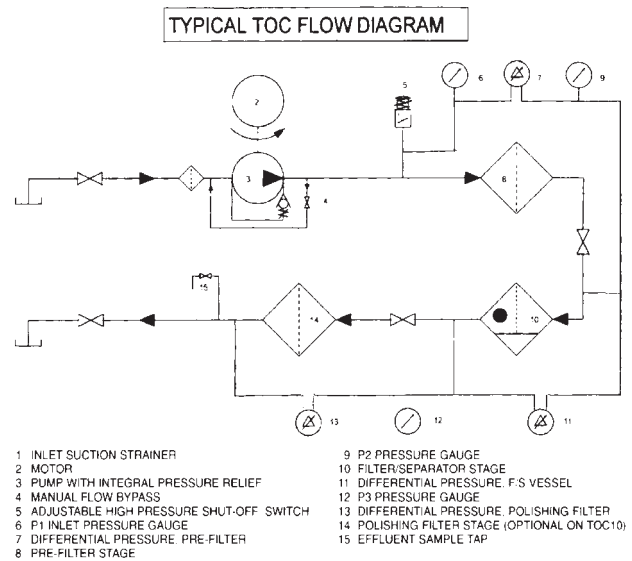 TYPICAL TOC FLOW DIAGRAM
5
6
7
9
2
3
4
8
15
14
10
13
12
11
1 INLET SUCTION STRAINER
2 MOTOR
3 PUMP WITH INTEGRAL PRESSURE RELIEF
4 MANUAL FLOW BYPASS
5 ADJUSTABLE HIGH PRESSURE SHUT-OFF SWITCH
6 P1 INLET PRESSURE GAUGE
7 DIFFERENTIAL PRESSURE, PRE-FILTER
8 PRE-FILTER STAGE
9 P2 PRESSURE GAUGE
10 FILTER/SEPARATOR STAGE
11 DIFFERENTIAL PRESSURE, F/S VESSEL
12 P3 PRESSURE GAUGE
13 DIFFERENTIAL PRESSURE, POLISHING FILTER
14 POLISHING FILTER STAGE (OPTIONAL ON TOC10)
15 EFFLUENT SAMPLE TAP